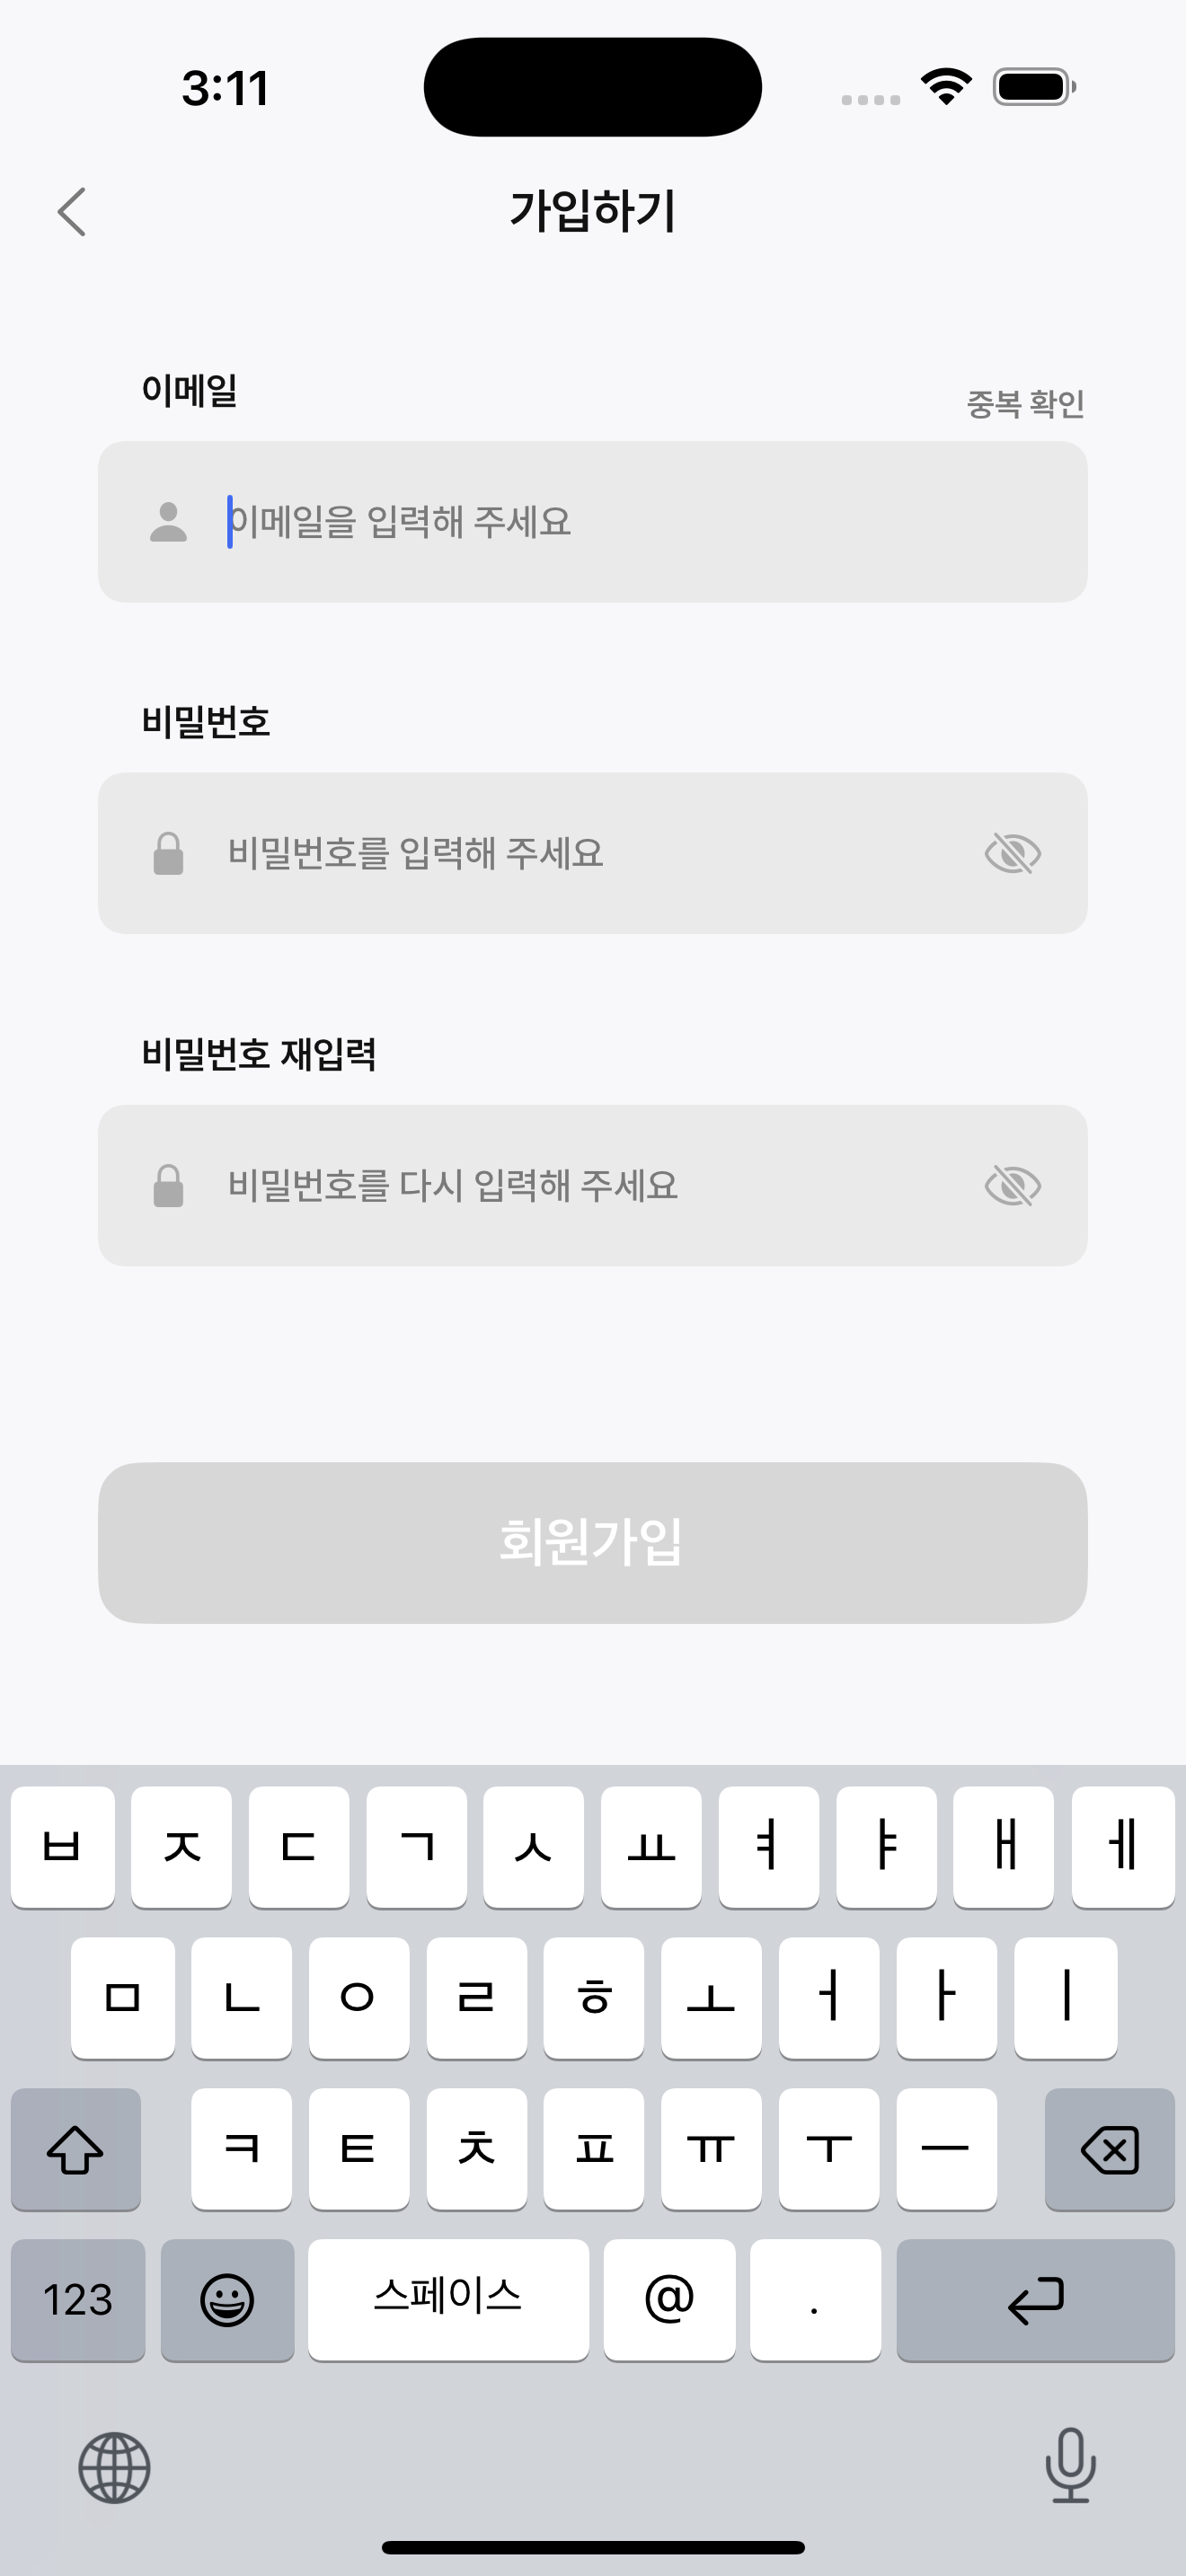 3:11
가입하기
이메일
중복 확인
이메일을 입력해 주세요
비밀번호
비밀번호를 입력해 주세요
비밀번호 재입력
비밀번호를 다시 입력해 주세요
회원가입
ㅂ ㅈ ㄷ ㄱ ㅅ ㅛ ㅕ ㅑ ㅐ ㅔ
ㅁ ㄴ ㅇ ㄹ ㅎ ㅗ ㅓ ㅏ ㅣ
ㅋ ㅌ ㅊ ㅍ ㅠ ㅜ ㅡ
123 스페이스 @ .